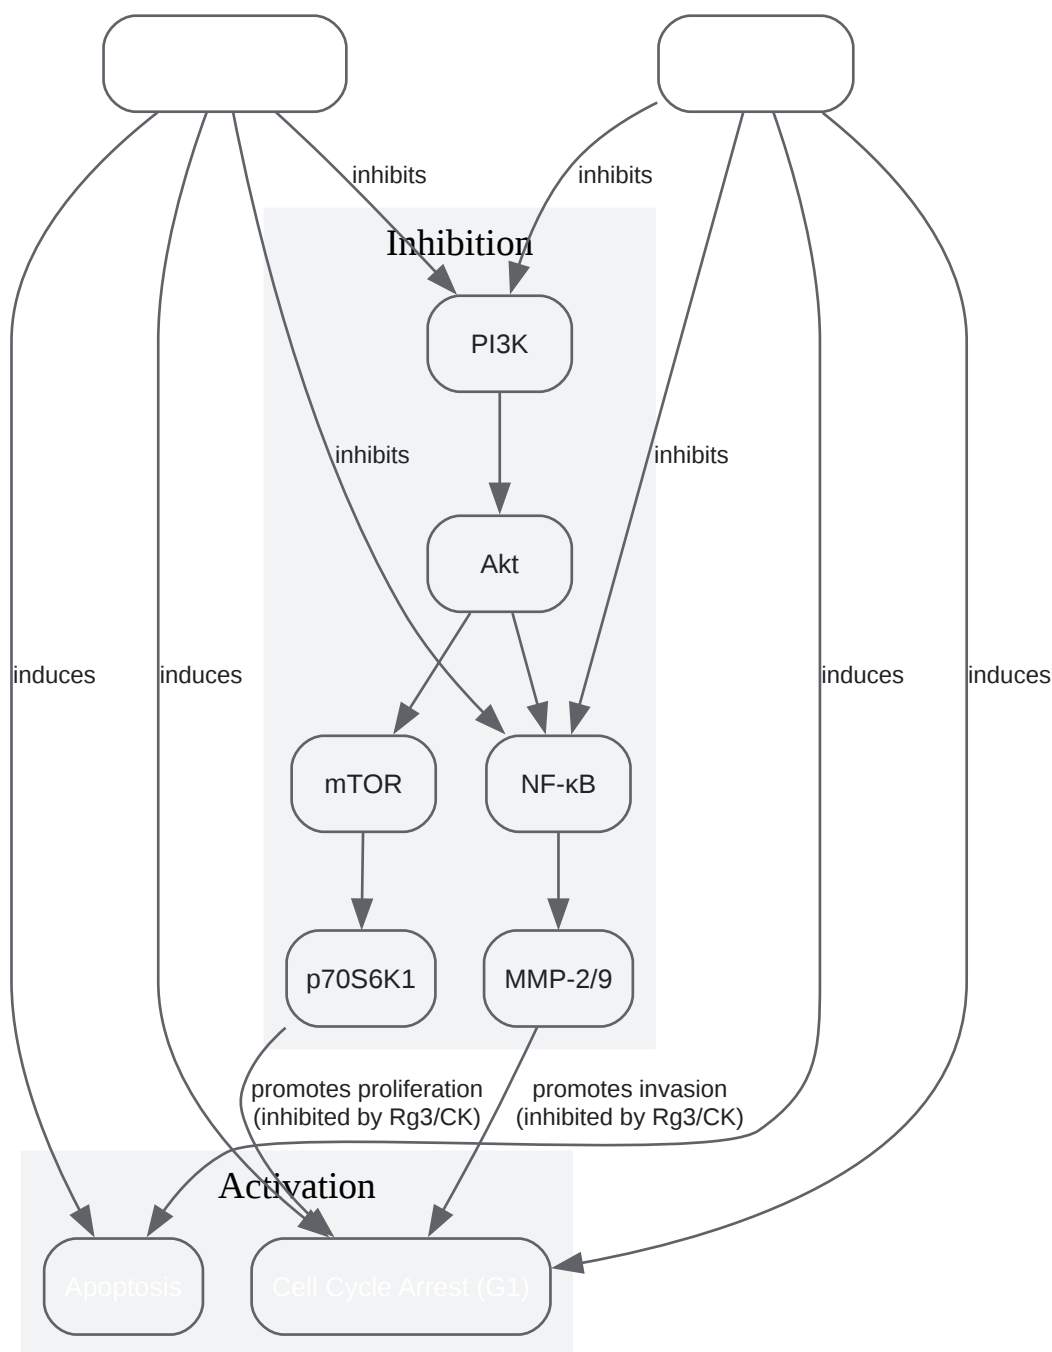 inhibits
inhibits
Inhibition
PI3K
inhibits
inhibits
Akt
induces
induces
induces
induces
mTOR
NF-κB
p70S6K1
MMP-2/9
promotes proliferation
(inhibited by Rg3/CK)
promotes invasion
(inhibited by Rg3/CK)
Activation
Apoptosis
Cell Cycle Arrest (G1)